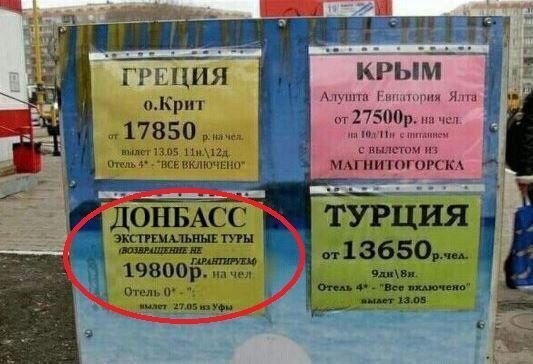 ГРЕЦИЯ
о.Крит
от 17850 р. на чел.
вылет 13.05 11н.\12д.
Отель 4* - "ВСЕ ВКЛЮЧЕНО"
КРЫМ
Алушта Евпатория Ялта
от 27500р. на чел.
на 10д/11н с питанием
с вылетом из
МАГНИТОГОРСКА
ДОНБАСС
ЭКСТРЕМАЛЬНЫЕ ТУРЫ
(ВОЗВРАЩЕНИЕ НЕ
ГАРАНТИРУЕМ)
19800р. на чел
Отель 0* - ":
вылет 27.05 из Уфы
ТУРЦИЯ
от 13650 р.чел.
9дн\8н.
Отель 4* - "Все включено"
вылет 13.05